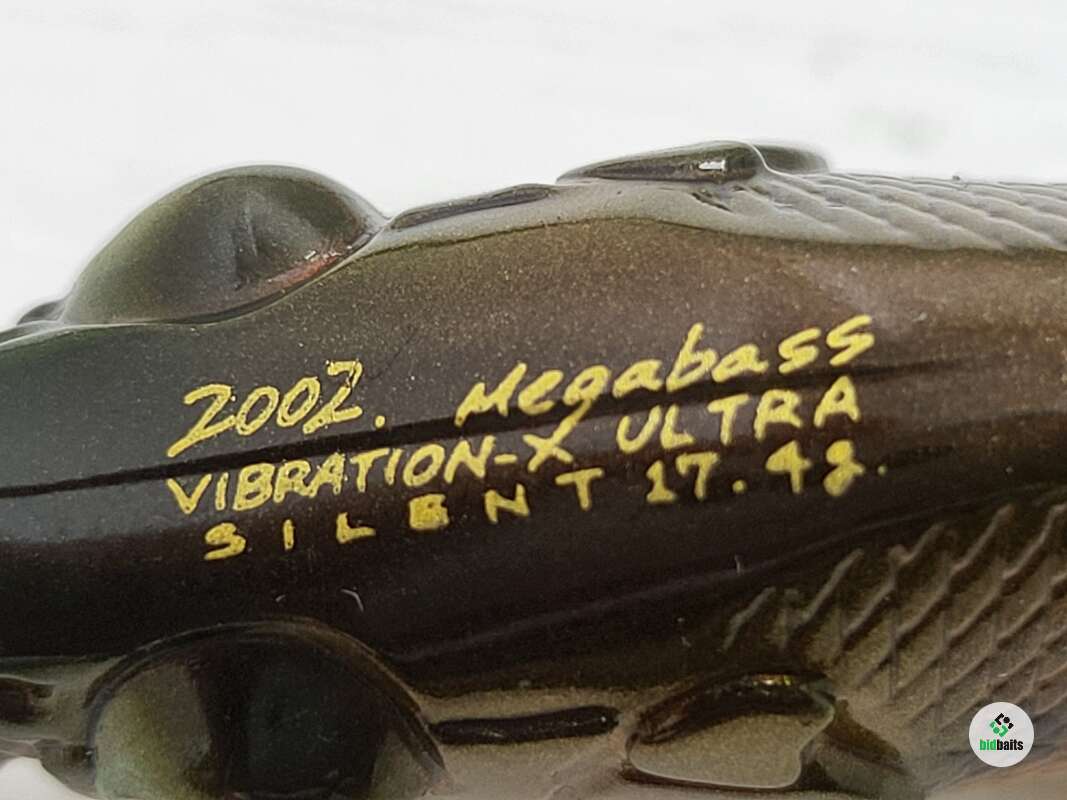 2002. Megabass
VIBRATION-X ULTRA
SILENT 17.4g.
bidbaits